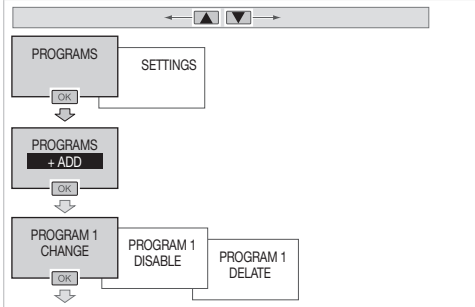 PROGRAMS
SETTINGS
OK
PROGRAMS
+ ADD
OK
PROGRAM 1
CHANGE
PROGRAM 1
DISABLE
PROGRAM 1
DELATE
OK